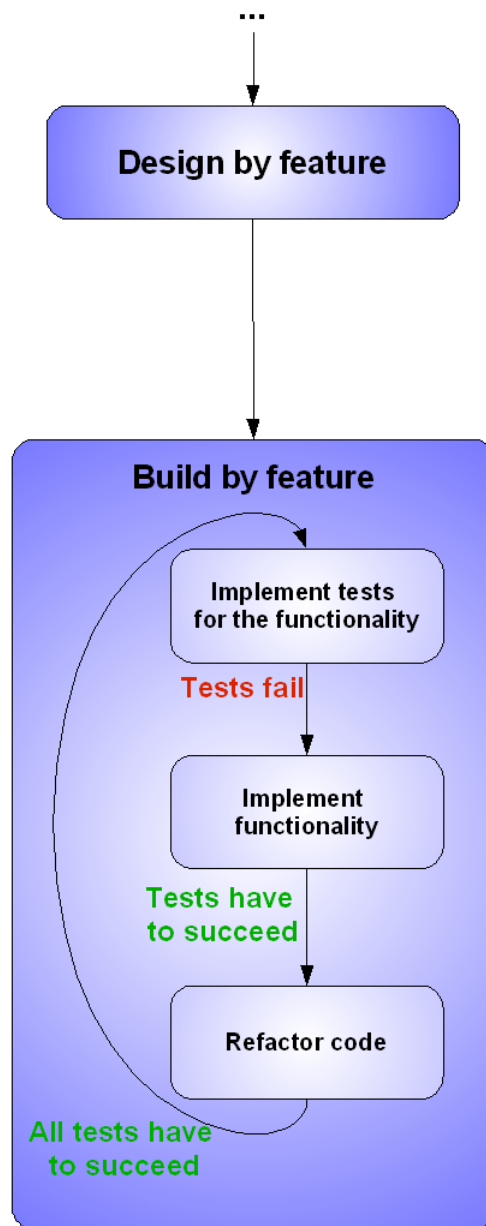 ...
Design by feature
Build by feature
Implement tests
for the functionality
Tests fail
Implement
functionality
Tests have
to succeed
Refactor code
All tests have
to succeed